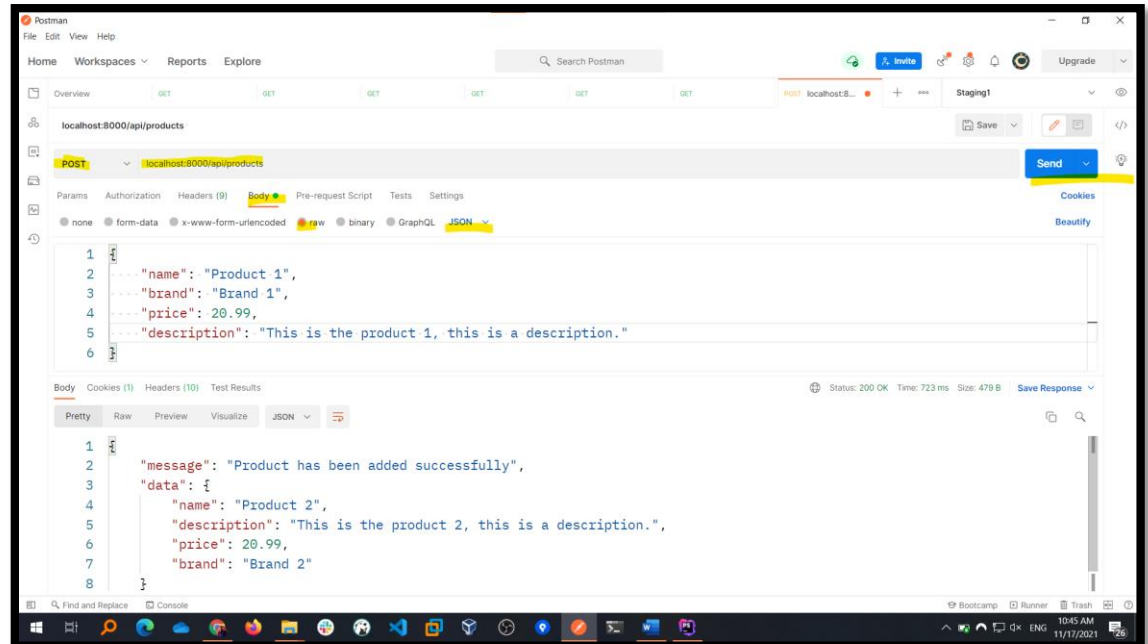 Postman
File Edit View Help
Home Workspaces Reports Explore Search Postman Invite Upgrade
Overview GET GET GET GET GET GET POST localhost:8... Staging1
localhost:8000/api/products Save
POST localhost:8000/api/products Send
Params Authorization Headers (9) Body Pre-request Script Tests Settings Cookies
none form-data x-www-form-urlencoded raw binary GraphQL JSON Beautify
1 {
2 "name": "Product 1",
3 "brand": "Brand 1",
4 "price": 20.99,
5 "description": "This is the product 1, this is a description."
6 }
Body Cookies (1) Headers (10) Test Results Status: 200 OK Time: 723 ms Size: 479 B Save Response
Pretty Raw Preview Visualize JSON
1 {
2 "message": "Product has been added successfully",
3 "data": {
4 "name": "Product 2",
5 "description": "This is the product 2, this is a description.",
6 "price": 20.99,
7 "brand": "Brand 2"
8 }
Find and Replace Console Bootcamp Runner Trash
ENG 10:45 AM
11/17/2021 26